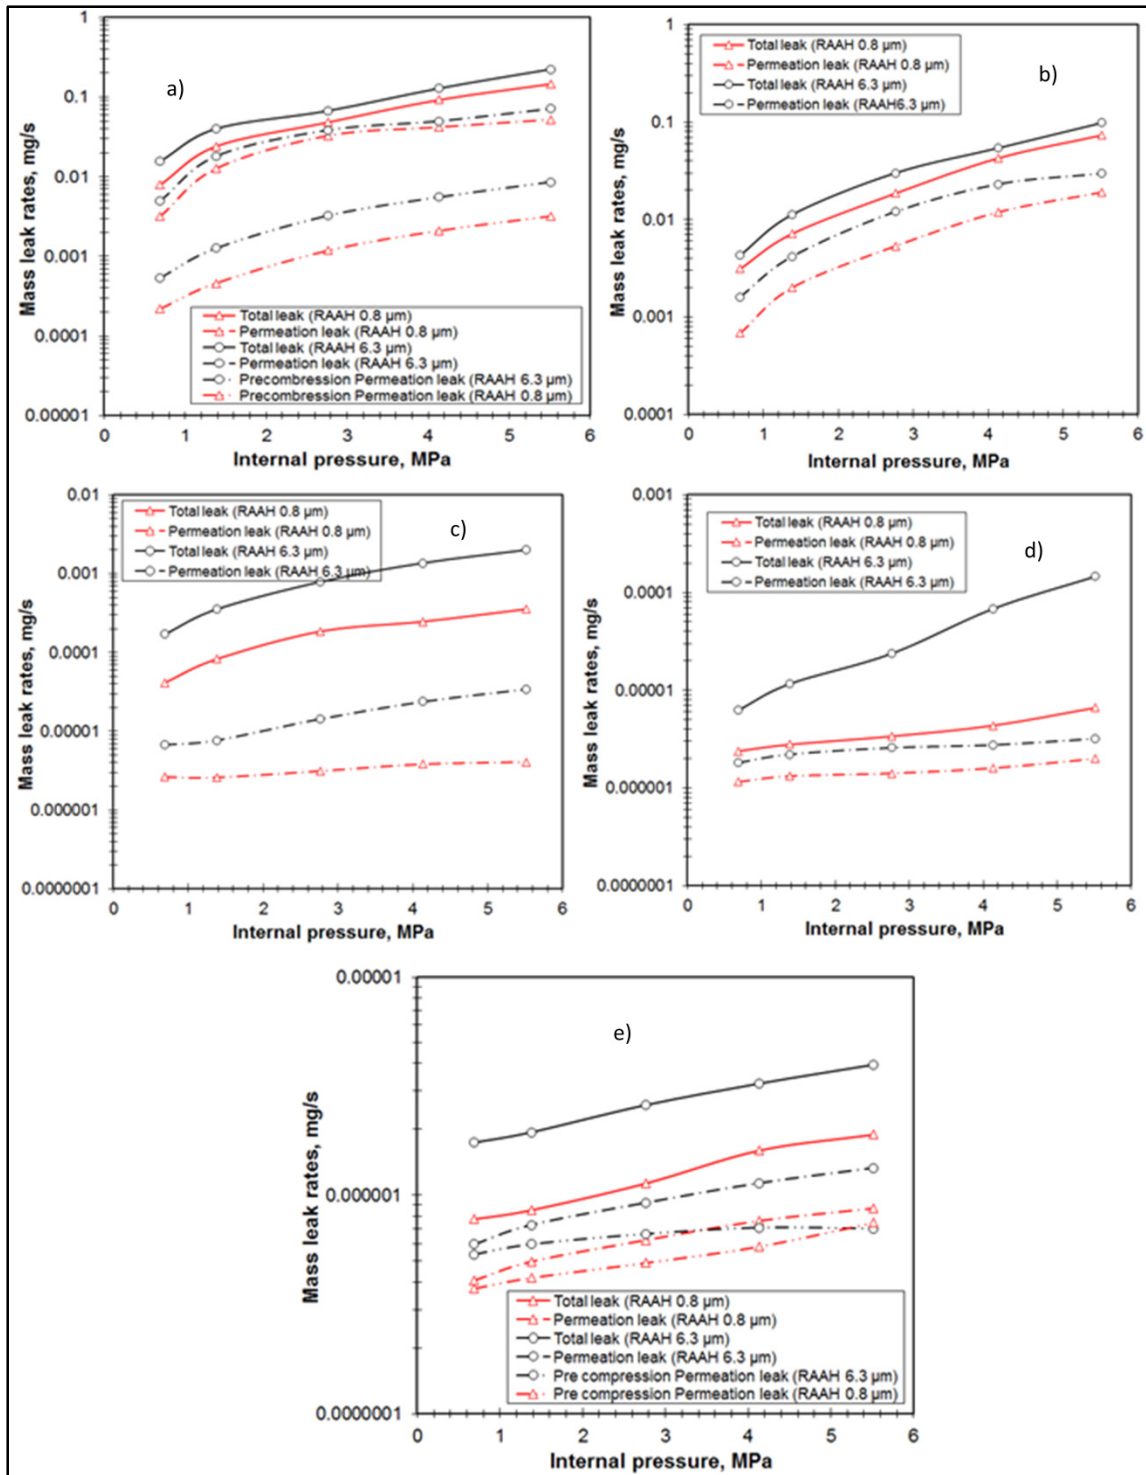 a)
1
0.1
0.01
0.001
0.0001
0.00001
Mass leak rates, mg/s
Total leak (RAAH 0.8 µm)
Permeation leak (RAAH 0.8 µm)
Total leak (RAAH 6.3 µm)
Permeation leak (RAAH 6.3 µm)
Precombression Permeation leak (RAAH 6.3 µm)
Precombression Permeation leak (RAAH 0.8 µm)
0 1 2 3 4 5 6
Internal pressure, MPa
b)
1
0.1
0.01
0.001
0.0001
Mass leak rates, mg/s
Total leak (RAAH 0.8 µm)
Permeation leak (RAAH 0.8 µm)
Total leak (RAAH 6.3 µm)
Permeation leak (RAAH6.3 µm)
0 1 2 3 4 5 6
Internal pressure, MPa
c)
0.01
0.001
0.0001
0.00001
0.000001
0.0000001
Mass leak rates, mg/s
Total leak (RAAH 0.8 µm)
Permeation leak (RAAH 0.8 µm)
Total leak (RAAH 6.3 µm)
Permeation leak (RAAH 6.3 µm)
0 1 2 3 4 5 6
Internal pressure, MPa
d)
0.001
0.0001
0.00001
0.000001
0.0000001
Mass leak rates, mg/s
Total leak (RAAH 0.8 µm)
Permeation leak (RAAH 0.8 µm)
Total leak (RAAH 6.3 µm)
Permeation leak (RAAH 6.3 µm)
0 1 2 3 4 5 6
Internal pressure, MPa
e)
0.00001
0.000001
0.0000001
Mass leak rates, mg/s
Total leak (RAAH 0.8 µm)
Permeation leak (RAAH 0.8 µm)
Total leak (RAAH 6.3 µm)
Permeation leak (RAAH 6.3 µm)
Pre compression Permeation leak (RAAH 6.3 µm)
Pre compression Permeation leak (RAAH 0.8 µm)
0 1 2 3 4 5 6
Internal pressure, MPa